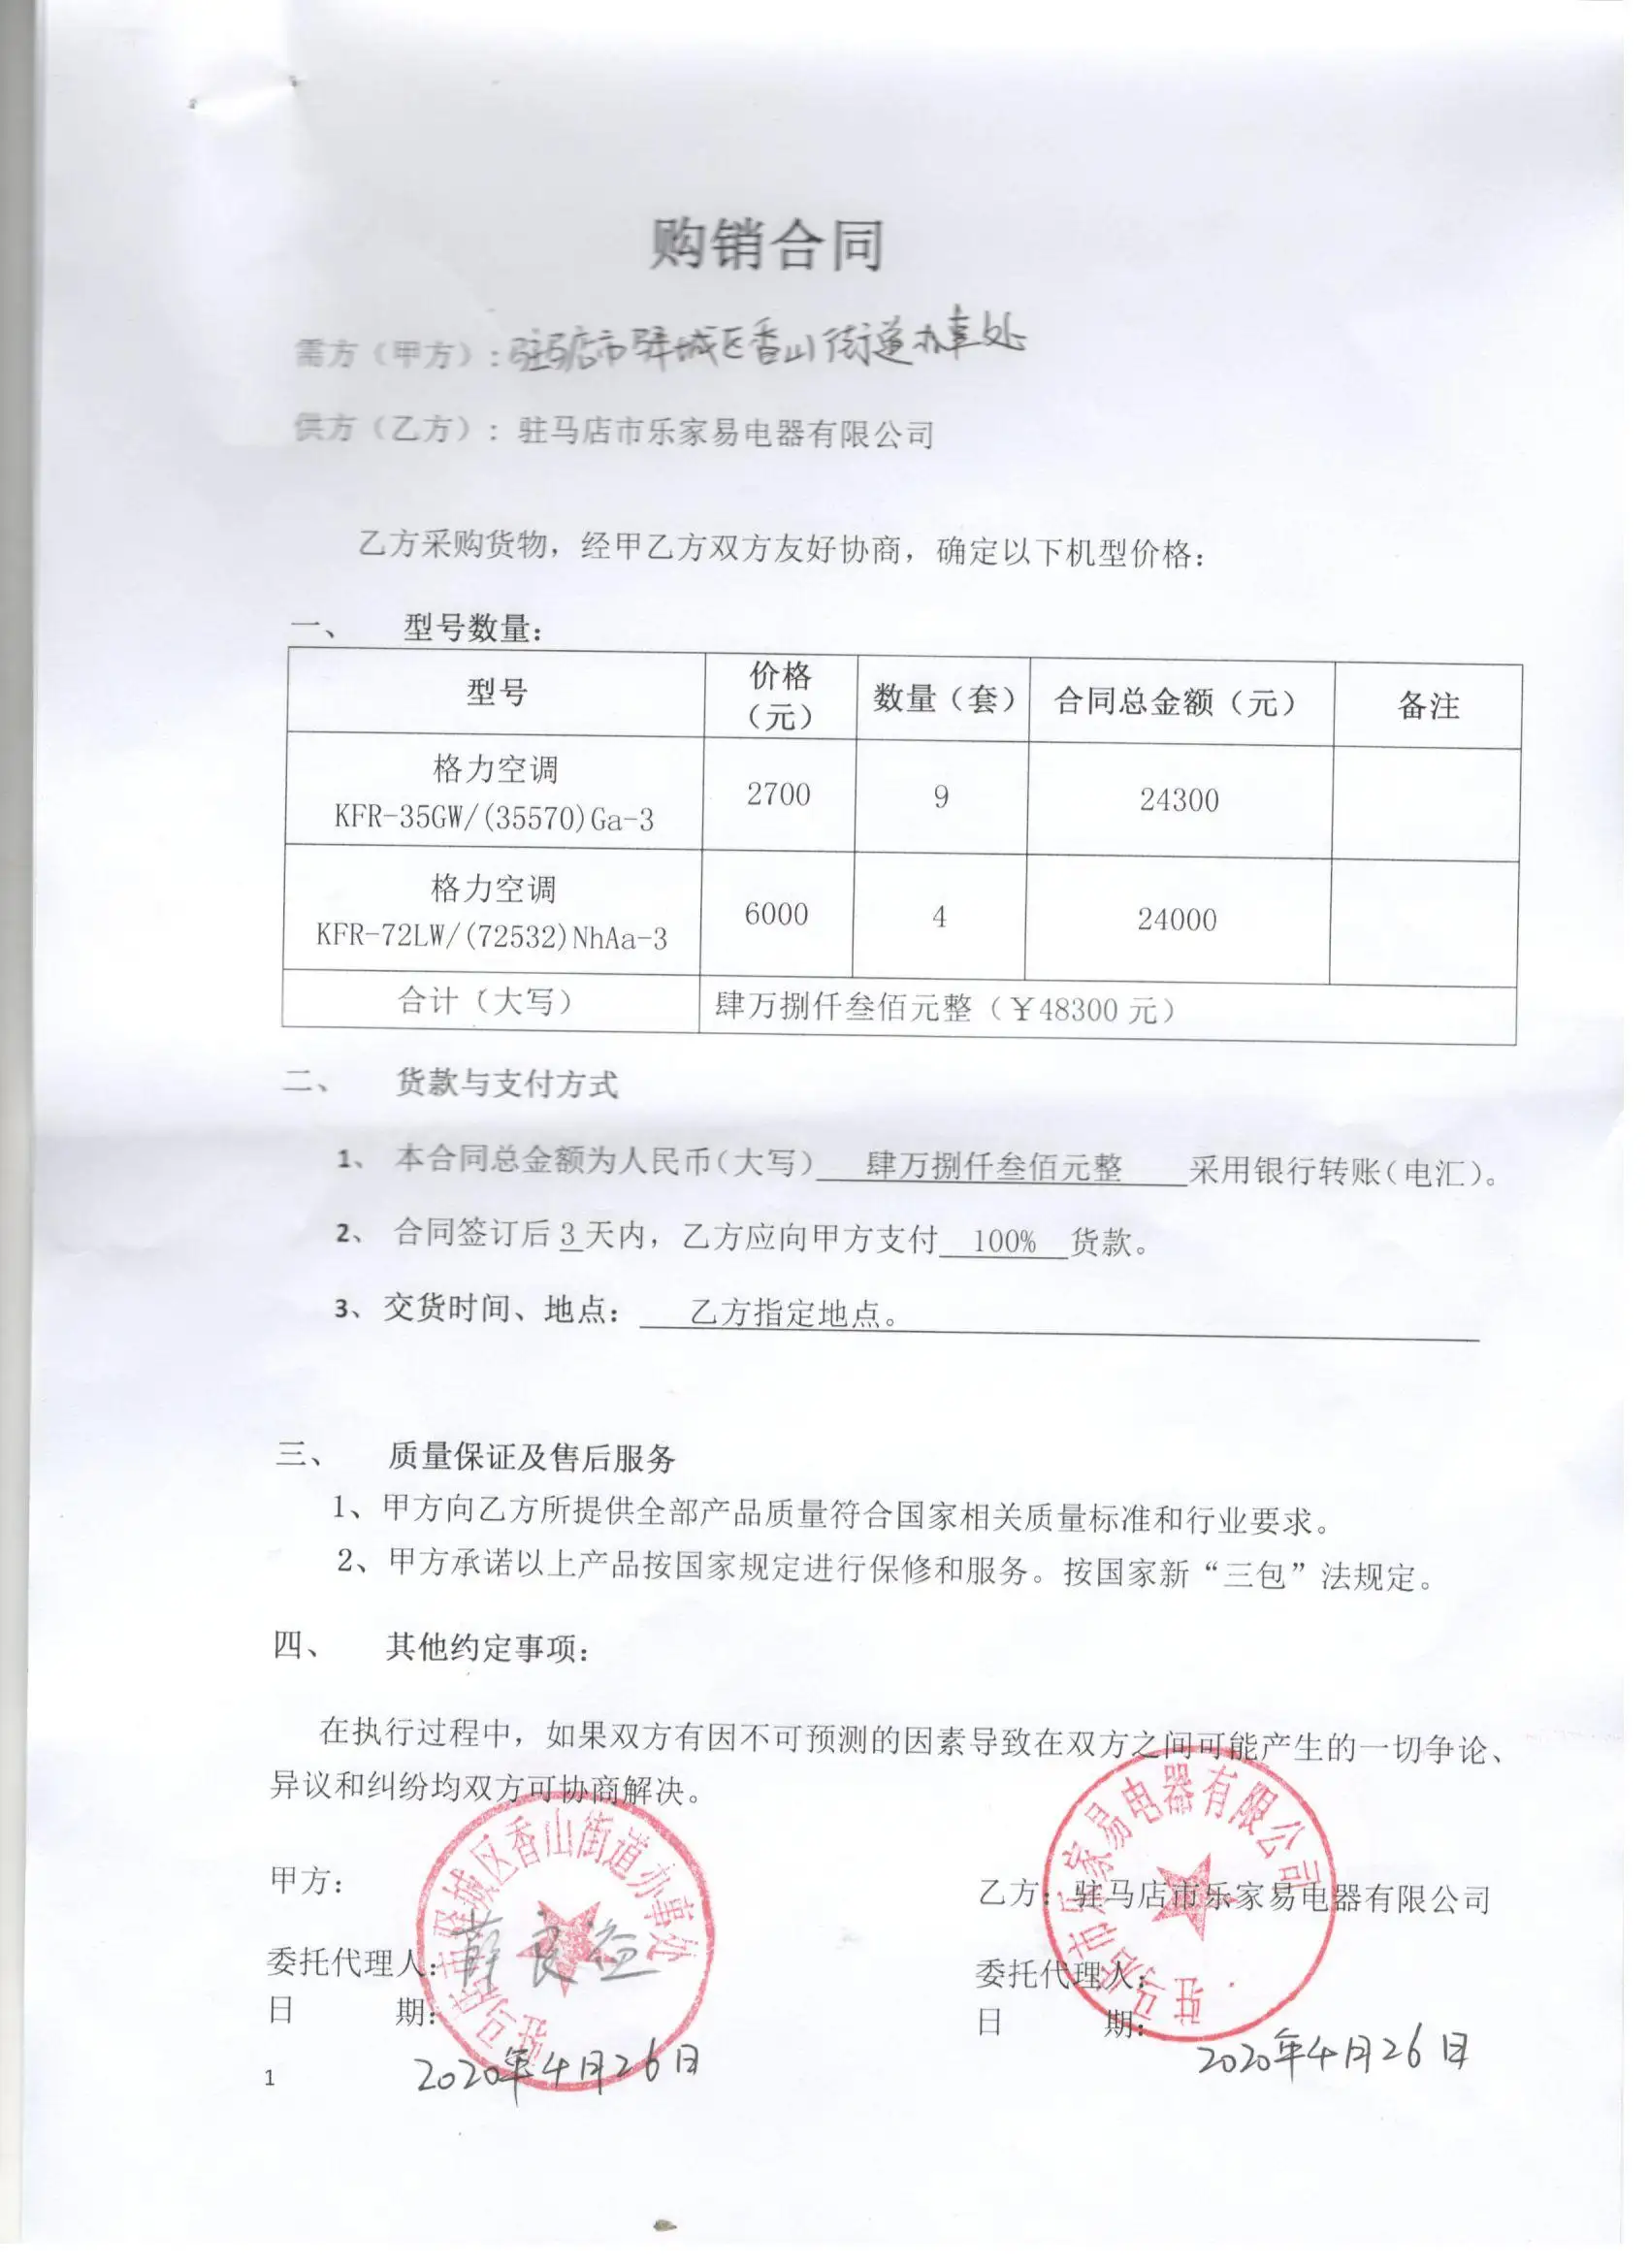 购销合同
需方（甲方）：驻马店市驿城区香山街道办事处
供方（乙方）：驻马店市乐家易电器有限公司
乙方采购货物，经甲乙方双方友好协商，确定以下机型价格：
一、 型号数量：
型号 价格（元） 数量（套） 合同总金额（元） 备注
格力空调
KFR-35GW/(35570)Ga-3 2700 9 24300
格力空调
KFR-72LW/(72532)NhAa-3 6000 4 24000
合计（大写） 肆万捌仟叁佰元整（￥48300 元）
二、 货款与支付方式
1、 本合同总金额为人民币（大写） 肆万捌仟叁佰元整 采用银行转账（电汇）。
2、 合同签订后 3 天内，乙方应向甲方支付 100% 货款。
3、交货时间、地点： 乙方指定地点。
三、 质量保证及售后服务
1、甲方向乙方所提供全部产品质量符合国家相关质量标准和行业要求。
2、甲方承诺以上产品按国家规定进行保修和服务。按国家新“三包”法规定。
四、 其他约定事项：
在执行过程中，如果双方有因不可预测的因素导致在双方之间可能产生的一切争论、
异议和纠纷均双方可协商解决。
驻马店市驿城区香山街道办事处
驻马店市乐家易电器有限公司
甲方： 乙方：驻马店市乐家易电器有限公司
委托代理人：薛良益 委托代理人：
日 期： 日 期：
2020年4月26日 2020年4月26日
1